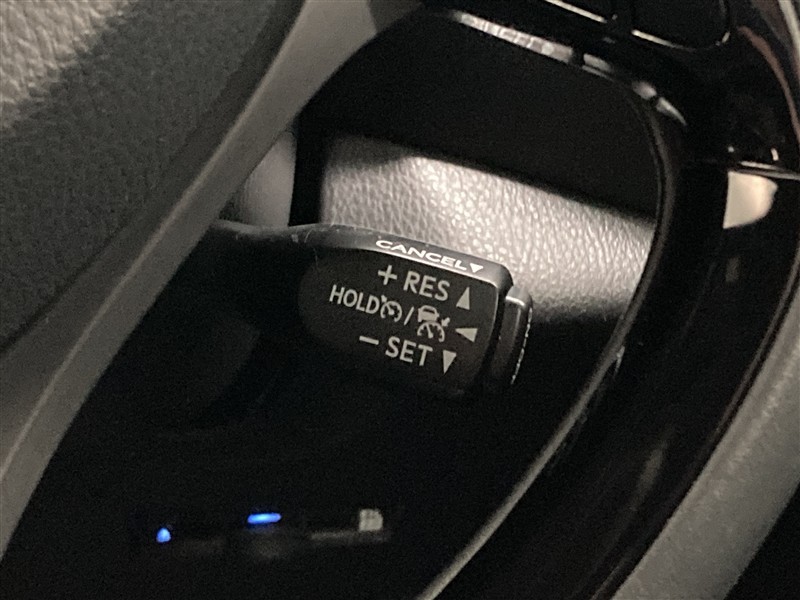 CANCEL▼
+ RES ▲
HOLD / ◀
− SET ▼